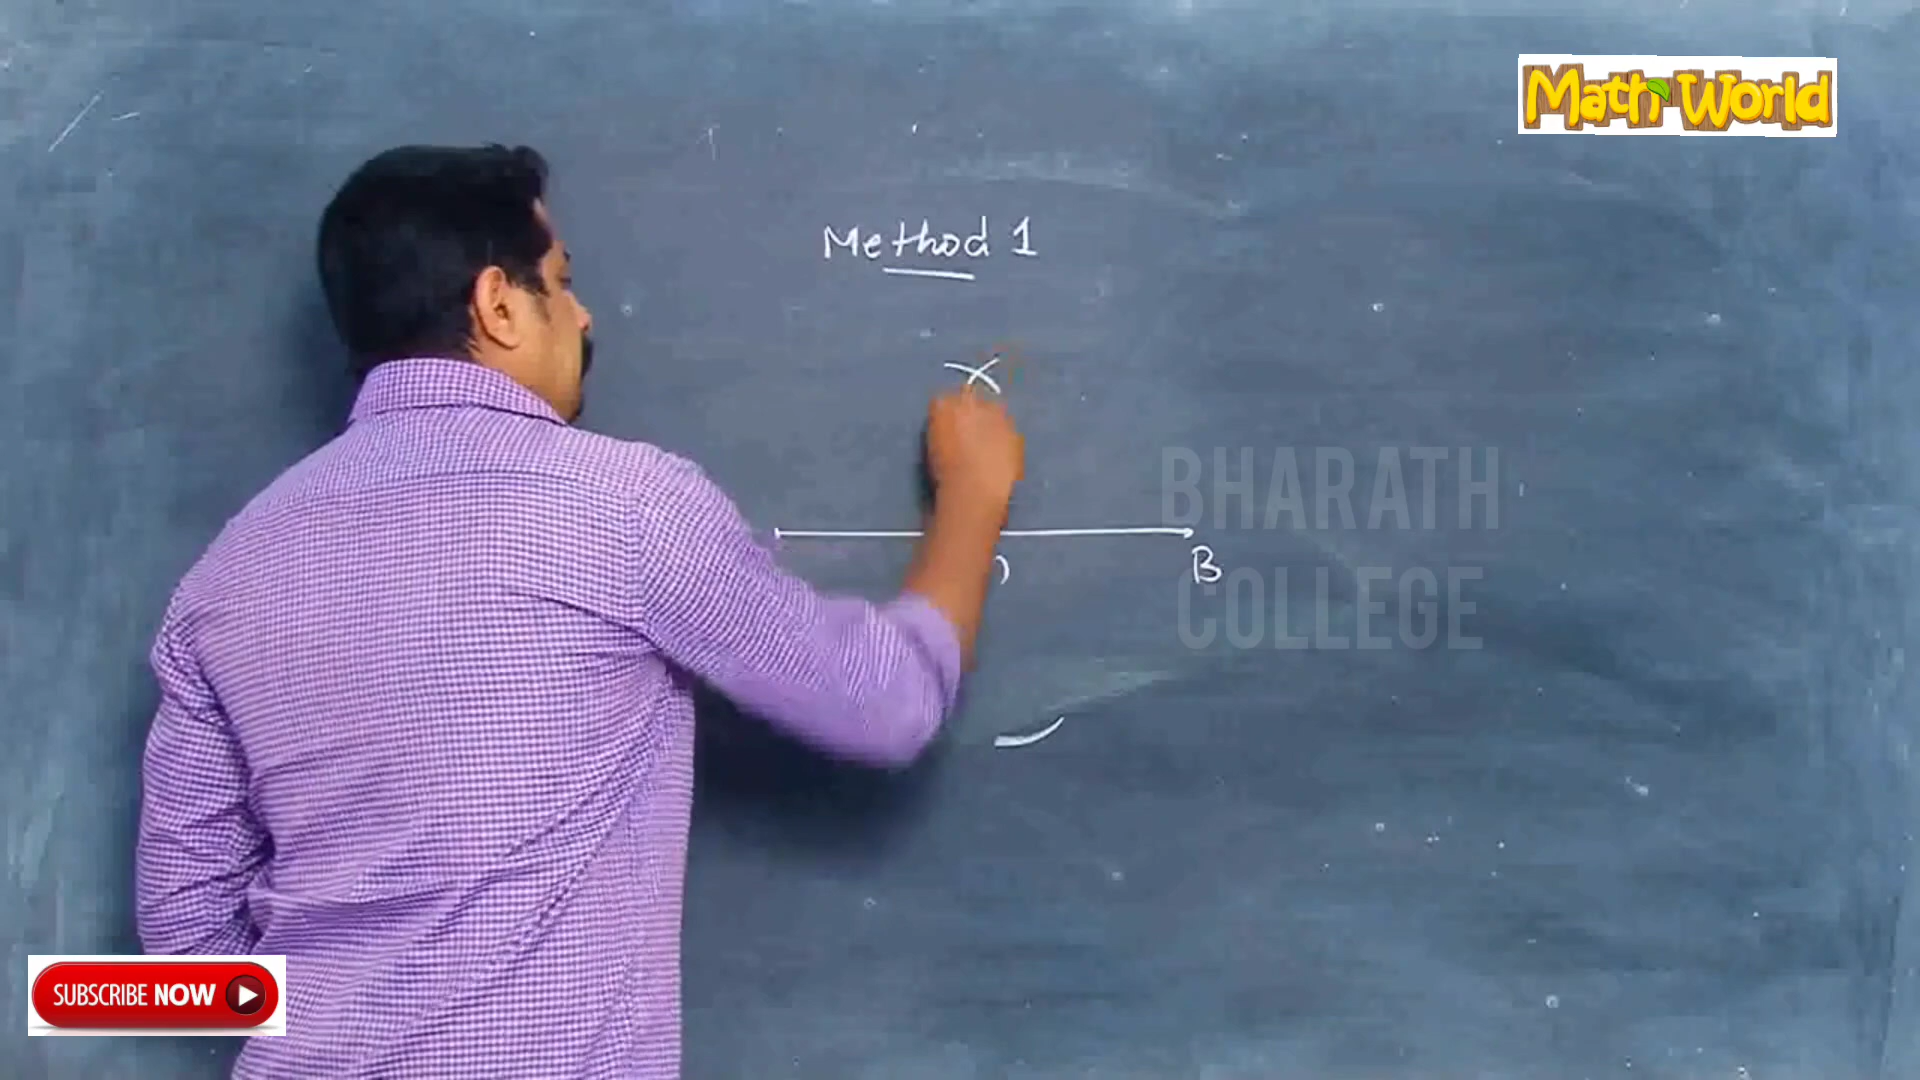 Math World
Method 1
B
BHARATH
COLLEGE
SUBSCRIBE NOW